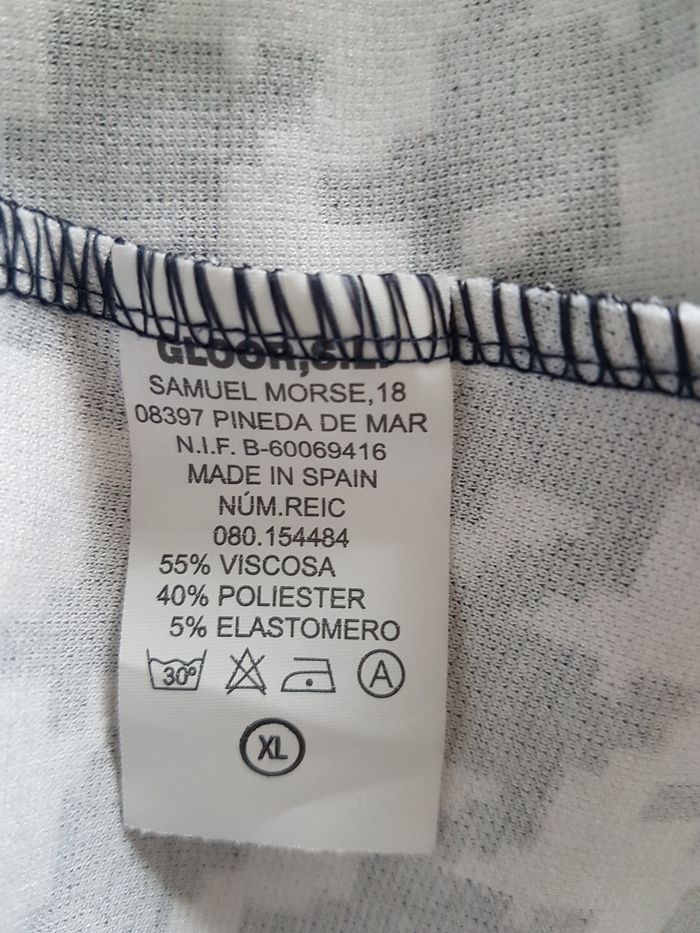 SAMUEL MORSE,18
08397 PINEDA DE MAR
N.I.F. B-60069416
MADE IN SPAIN
NÚM.REIC
080.154484
55% VISCOSA
40% POLIESTER
5% ELASTOMERO
30º A
XL